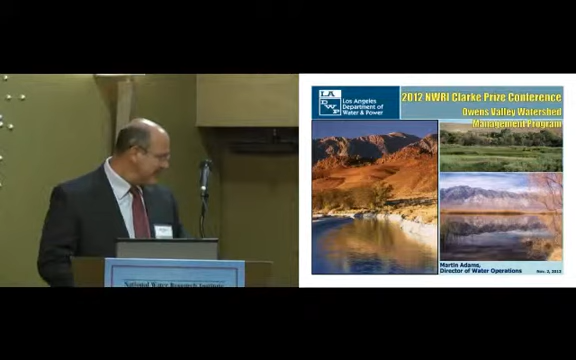 LA
DWP
Los Angeles
Department of
Water & Power
2012 NWRI Clarke Prize Conference
Owens Valley Watershed
Management Program
Martin Adams,
Director of Water Operations
Nov. 2, 2012
National Water Research Institute